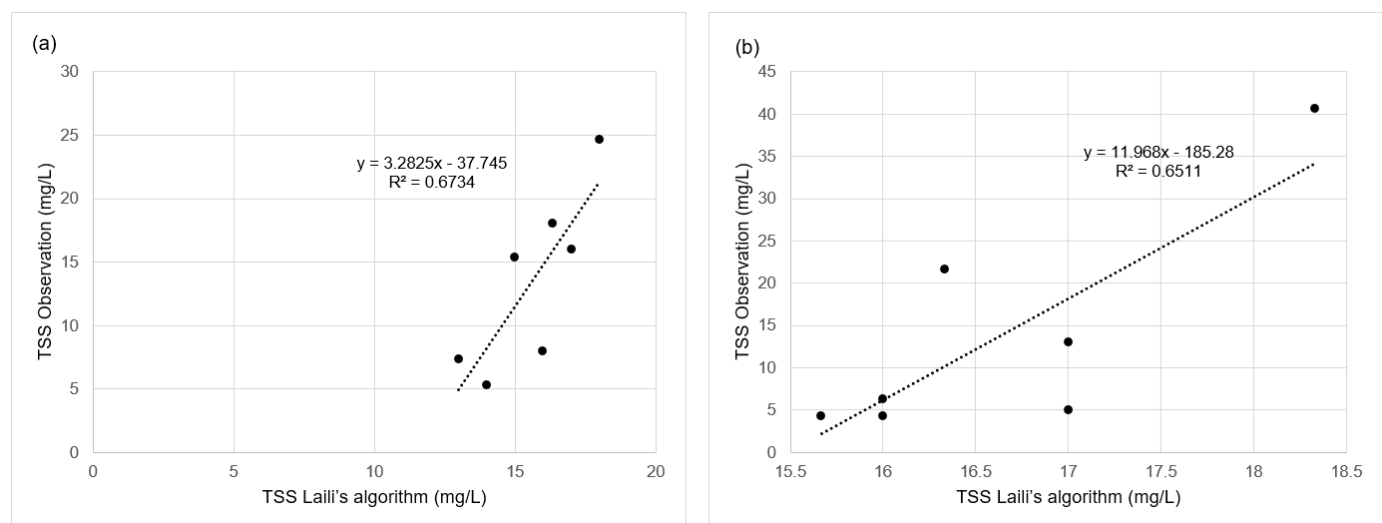 (a)
30
25
20
15
10
5
0
TSS Observation (mg/L)
y = 3.2825x - 37.745
R² = 0.6734
0 5 10 15 20
TSS Laili's algorithm (mg/L)
(b)
45
40
35
30
25
20
15
10
5
0
TSS Observation (mg/L)
y = 11.968x - 185.28
R² = 0.6511
15.5 16 16.5 17 17.5 18 18.5
TSS Laili's algorithm (mg/L)